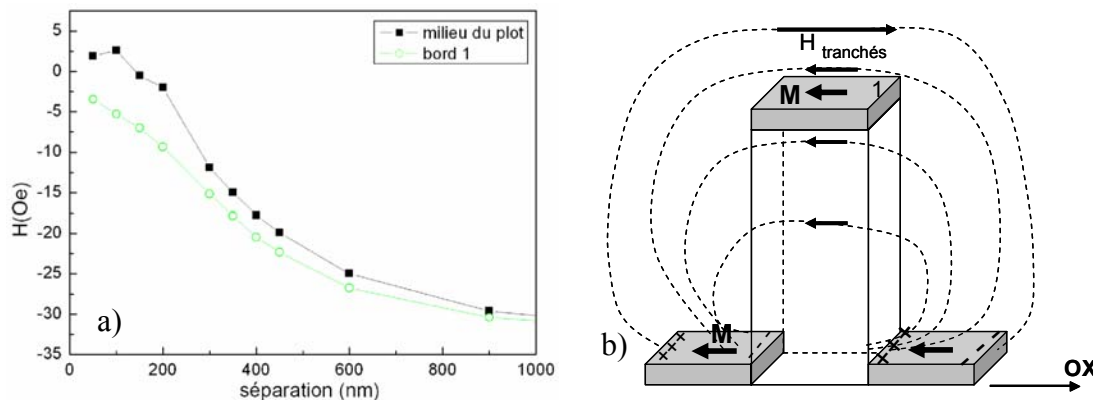 5
0
-5
-10
-15
-20
-25
-30
-35
H(Oe)
milieu du plot
bord 1
a)
0 200 400 600 800 1000
séparation (nm)
H tranchés
M 1
M
b)
OX